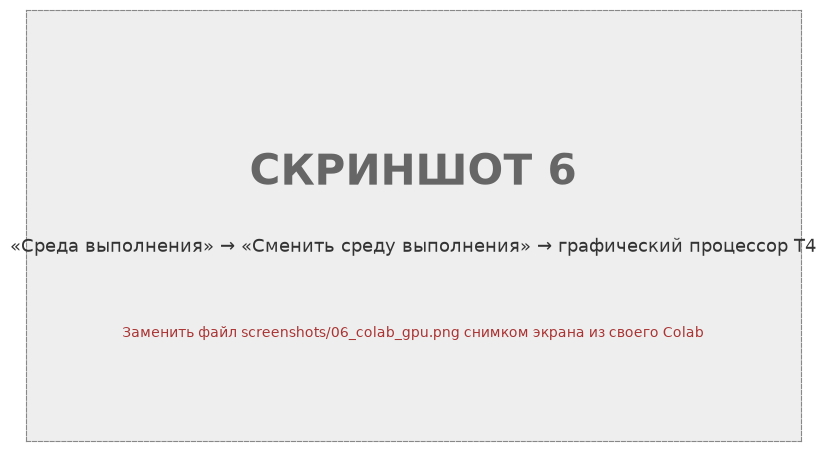 СКРИНШОТ 6
«Среда выполнения» → «Сменить среду выполнения» → графический процессор T4
Заменить файл screenshots/06_colab_gpu.png снимком экрана из своего Colab